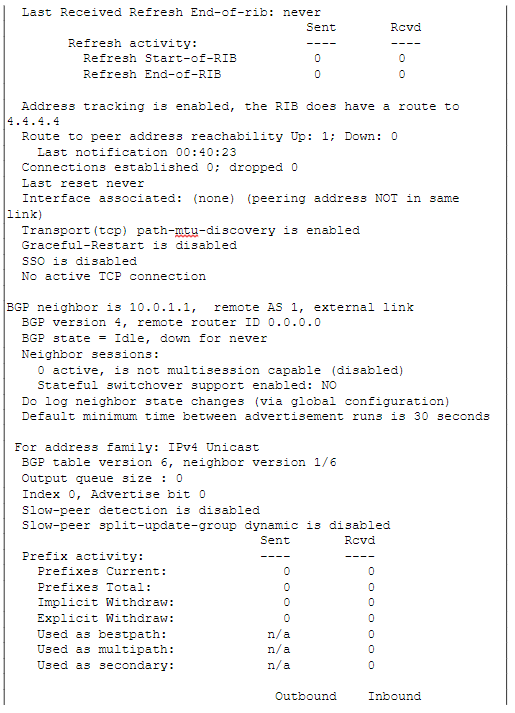 Last Received Refresh End-of-rib: never
Sent Rcvd
Refresh activity: ---- ----
Refresh Start-of-RIB 0 0
Refresh End-of-RIB 0 0
Address tracking is enabled, the RIB does have a route to
4.4.4.4
Route to peer address reachability Up: 1; Down: 0
Last notification 00:40:23
Connections established 0; dropped 0
Last reset never
Interface associated: (none) (peering address NOT in same
link)
Transport(tcp) path-mtu-discovery is enabled
Graceful-Restart is disabled
SSO is disabled
No active TCP connection
BGP neighbor is 10.0.1.1, remote AS 1, external link
BGP version 4, remote router ID 0.0.0.0
BGP state = Idle, down for never
Neighbor sessions:
0 active, is not multisession capable (disabled)
Stateful switchover support enabled: NO
Do log neighbor state changes (via global configuration)
Default minimum time between advertisement runs is 30 seconds
For address family: IPv4 Unicast
BGP table version 6, neighbor version 1/6
Output queue size : 0
Index 0, Advertise bit 0
Slow-peer detection is disabled
Slow-peer split-update-group dynamic is disabled
Sent Rcvd
Prefix activity: ---- ----
Prefixes Current: 0 0
Prefixes Total: 0 0
Implicit Withdraw: 0 0
Explicit Withdraw: 0 0
Used as bestpath: n/a 0
Used as multipath: n/a 0
Used as secondary: n/a 0
Outbound Inbound